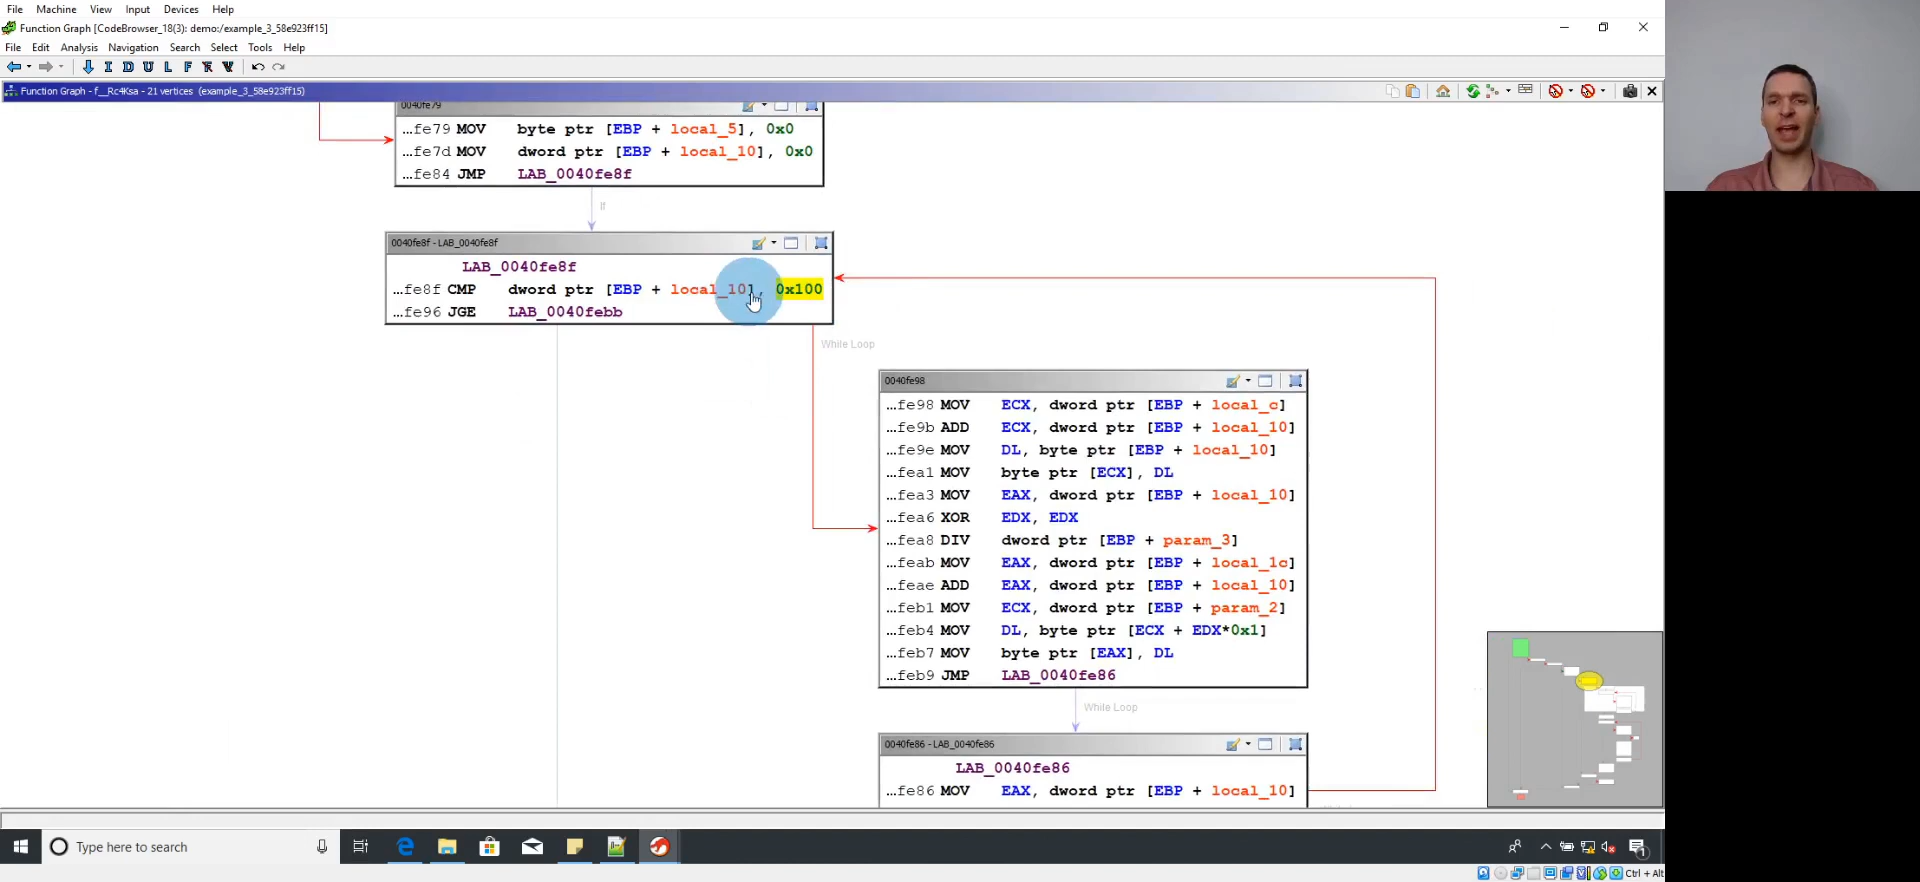 File Machine View Input Devices Help
Function Graph [CodeBrowser_18(3): demo:/example_3_58e923ff15]
File Edit Analysis Navigation Search Select Tools Help
I D U L F R V
Function Graph - f__Rc4Ksa - 21 vertices (example_3_58e923ff15)
0040fe79
...fe79 MOV byte ptr [EBP + local_5], 0x0
...fe7d MOV dword ptr [EBP + local_10], 0x0
...fe84 JMP LAB_0040fe8f
If
0040fe8f - LAB_0040fe8f
LAB_0040fe8f
...fe8f CMP dword ptr [EBP + local_10], 0x100
...fe96 JGE LAB_0040febb
While Loop
0040fe98
...fe98 MOV ECX, dword ptr [EBP + local_c]
...fe9b ADD ECX, dword ptr [EBP + local_10]
...fe9e MOV DL, byte ptr [EBP + local_10]
...fea1 MOV byte ptr [ECX], DL
...fea3 MOV EAX, dword ptr [EBP + local_10]
...fea6 XOR EDX, EDX
...fea8 DIV dword ptr [EBP + param_3]
...feab MOV EAX, dword ptr [EBP + local_1c]
...feae ADD EAX, dword ptr [EBP + local_10]
...feb1 MOV ECX, dword ptr [EBP + param_2]
...feb4 MOV DL, byte ptr [ECX + EDX*0x1]
...feb7 MOV byte ptr [EAX], DL
...feb9 JMP LAB_0040fe86
While Loop
0040fe86 - LAB_0040fe86
LAB_0040fe86
...fe86 MOV EAX, dword ptr [EBP + local_10]
Type here to search
1
Ctrl + Alt